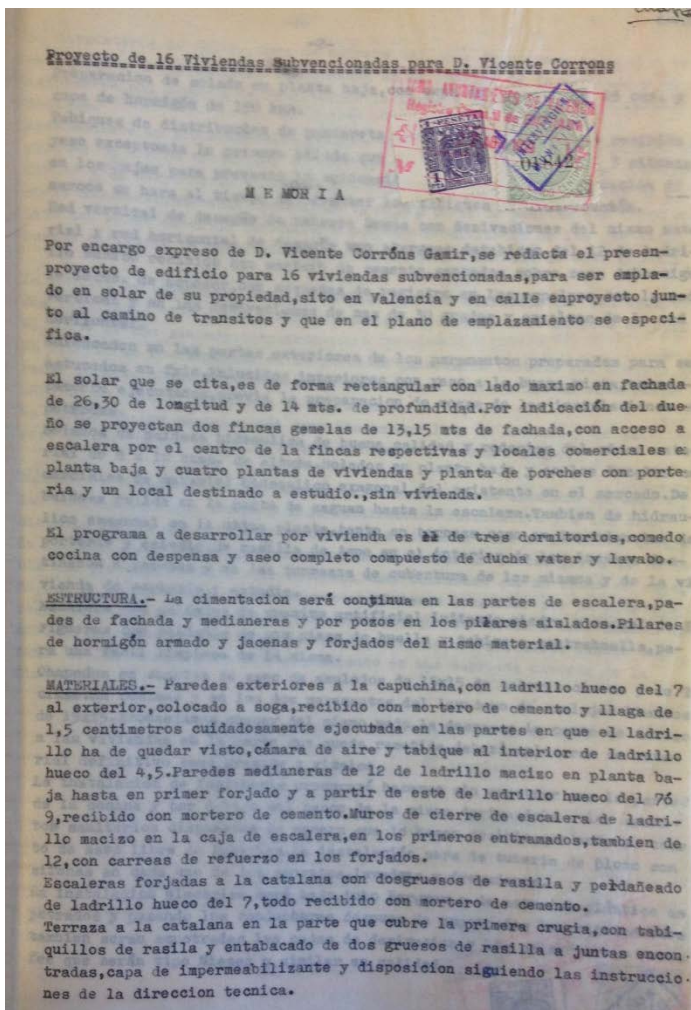 Proyecto de 16 Viviendas Subvencionadas para D. Vicente Corrons
1 PESETA
01842
M E M OR I A
Por encargo expreso de D. Vicente Corróns Gamir,se redacta el presen-
proyecto de edificio para 16 viviendas subvencionadas,para ser empla-
do en solar de su propiedad,sito en Valencia y en calle enproyecto jun-
to al camino de transitos y que en el plano de emplazamiento se especi-
fica.
El solar que se cita,es de forma rectangular con lado maximo en fachada
de 26,30 de longitud y de 14 mts. de profundidad.Por indicación del due-
ño se proyectan dos fincas gemelas de 13,15 mts de fachada,con acceso a
escalera por el centro de la fincas respectivas y locales comerciales e
planta baja y cuatro plantas de viviendas y planta de porches con porte-
ria y un local destinado a estudio.,sin vivienda.
El programa a desarrollar por vivienda es de tres dormitorios,comedo
cocina con despensa y aseo completo compuesto de ducha vater y lavabo.
ESTRUCTURA.- La cimentacion será continua en las partes de escalera,pa-
des de fachada y medianeras y por pozos en los pilares aislados.Pilares
de hormigón armado y jacenas y forjados del mismo material.
MATERIALES.- Paredes exteriores a la capuchina,con ladrillo hueco del 7
al exterior,colocado a soga,recibido con mortero de cemento y llaga de
1,5 centimetros cuidadosamente ejecutada en las partes en que el ladri-
llo ha de quedar visto,cámara de aire y tabique al interior de ladrillo
hueco del 4,5.Paredes medianeras de 12 de ladrillo macizo en planta ba-
ja hasta en primer forjado y a partir de este de ladrillo hueco del 76
9,recibido con mortero de cemento.Muros de cierre de escalera de ladri-
llo macizo en la caja de escalera,en los primeros entramados,tambien de
12,con carreas de refuerzo en los forjados.
Escaleras forjadas a la catalana con dosgruesos de rasilla y peldañeado
de ladrillo hueco del 7,todo recibido con mortero de cemento.
Terraza a la catalana en la parte que cubre la primera crugia,con tabi-
quillos de rasila y entabacado de dos gruesos de rasilla a juntas encon-
tradas,capa de impermeabilizante y disposicion siguiendo las instruccio-
nes de la direccion tecnica.